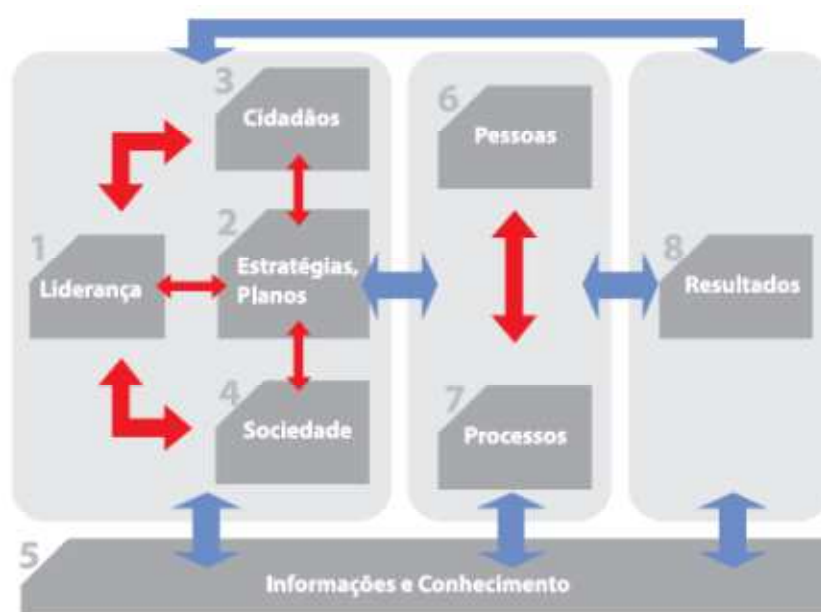 3
Cidadãos
6
Pessoas
1
Liderança
2
Estratégias,
Planos
8
Resultados
4
Sociedade
7
Processos
5
Informações e Conhecimento